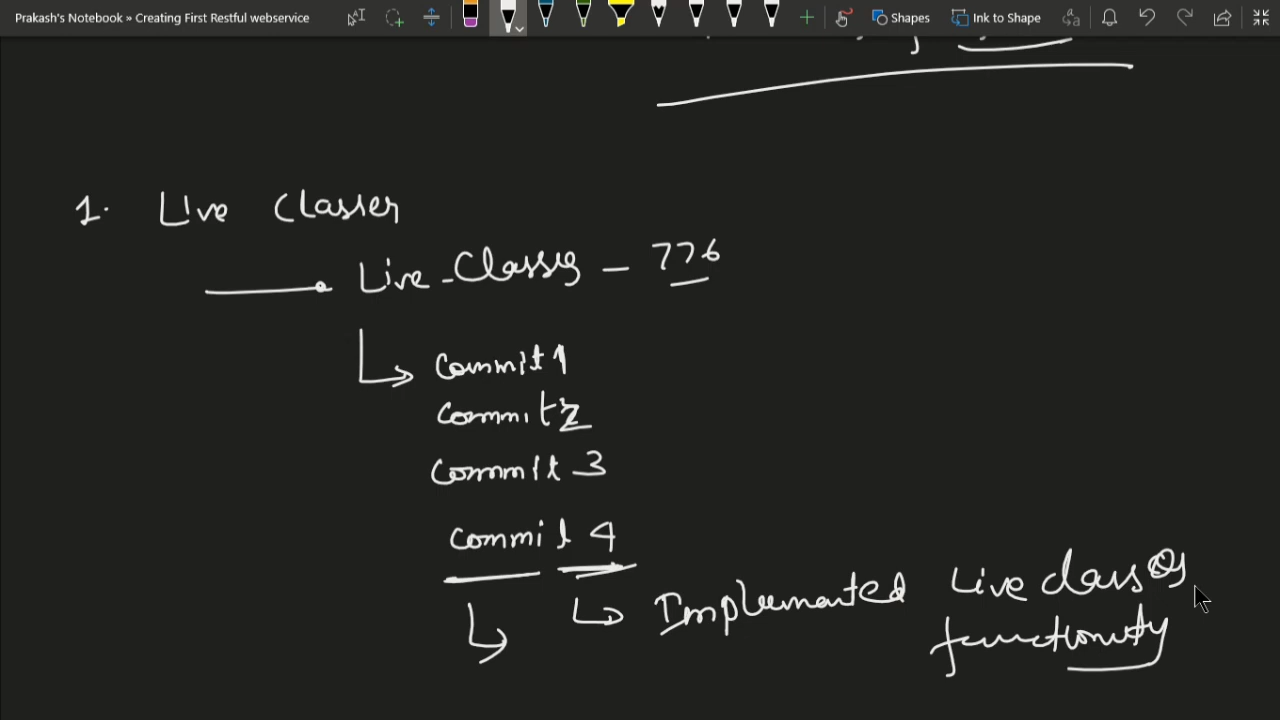 Prakash's Notebook » Creating First Restful webservice
Shapes
Ink to Shape
1. Live Classes
Live-Classes - 776
Commit 1
Commit 2
Commit 3
Commit 4
Implemented Live classes
functionity